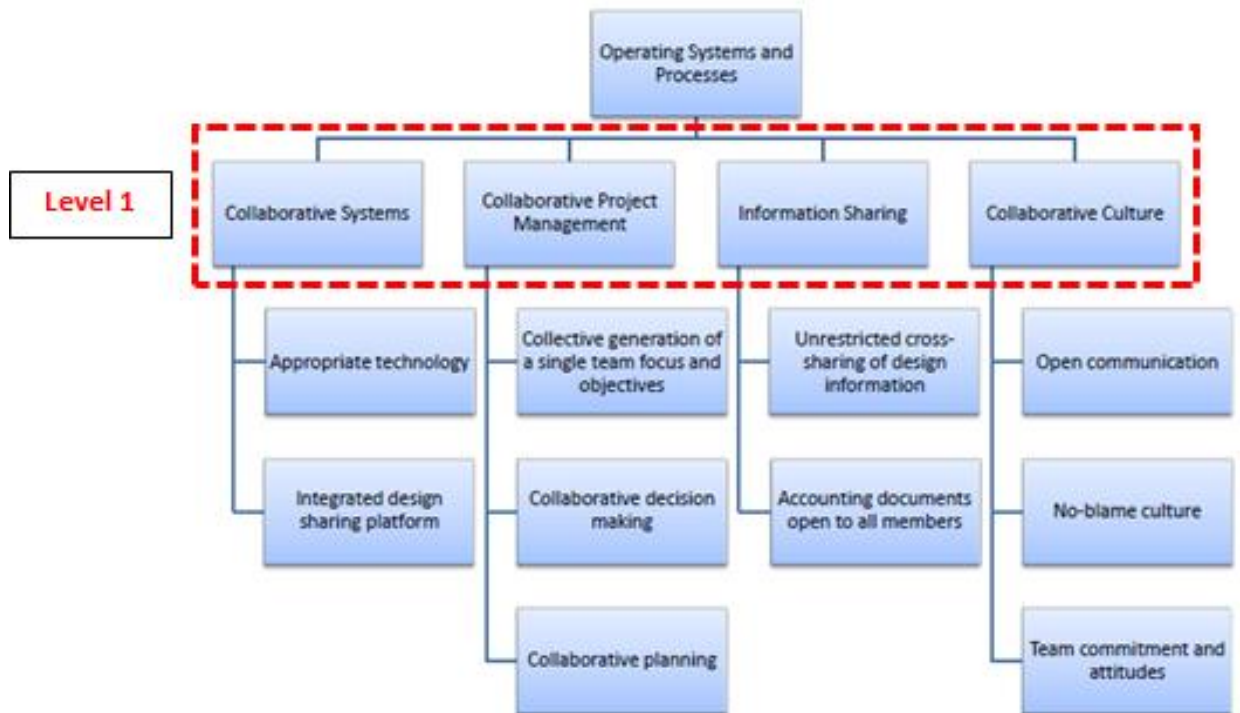 Operating Systems and
Processes
Level 1
Collaborative Systems
Collaborative Project
Management
Information Sharing
Collaborative Culture
Appropriate technology
Collective generation of
a single team focus and
objectives
Unrestricted cross-
sharing of design
information
Open communication
Integrated design
sharing platform
Collaborative decision
making
Accounting documents
open to all members
No-blame culture
Collaborative planning
Team commitment and
attitudes